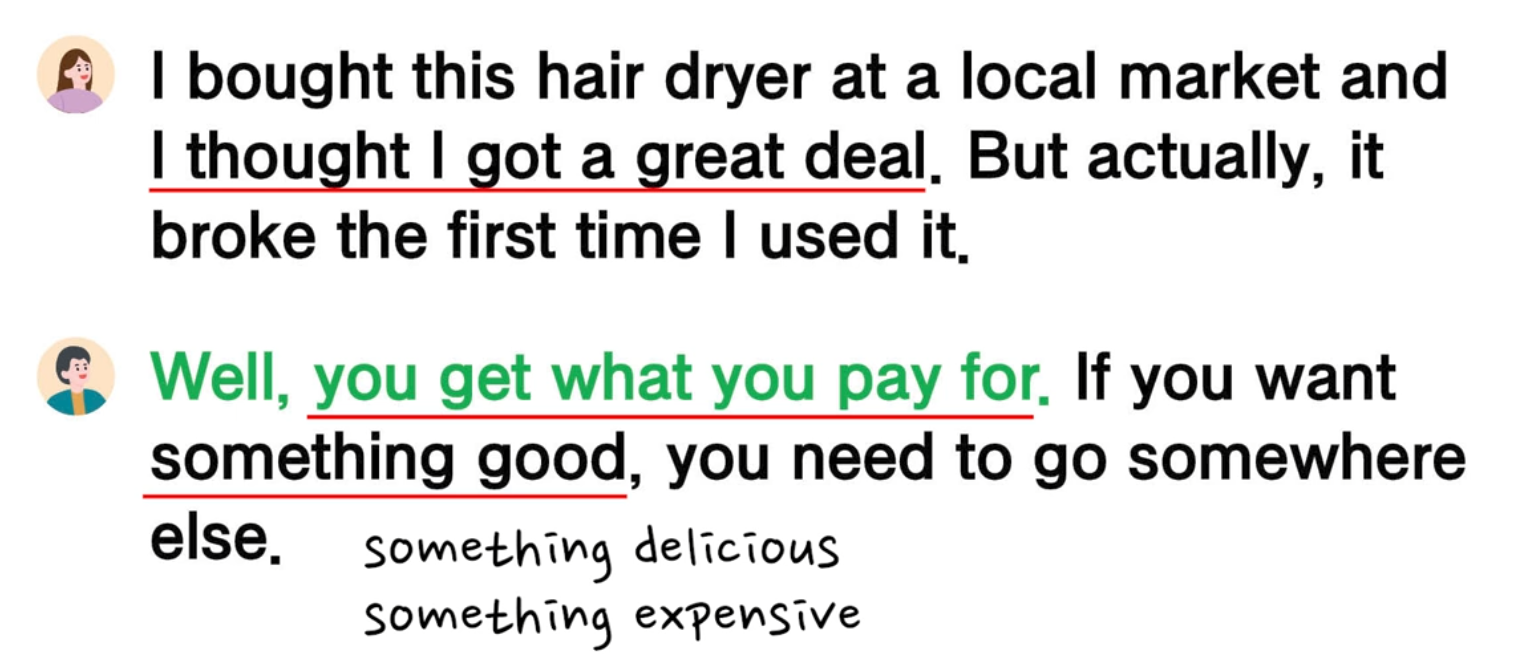 I bought this hair dryer at a local market and
I thought I got a great deal. But actually, it
broke the first time I used it.
Well, you get what you pay for. If you want
something good, you need to go somewhere
else.
something delicious
something expensive